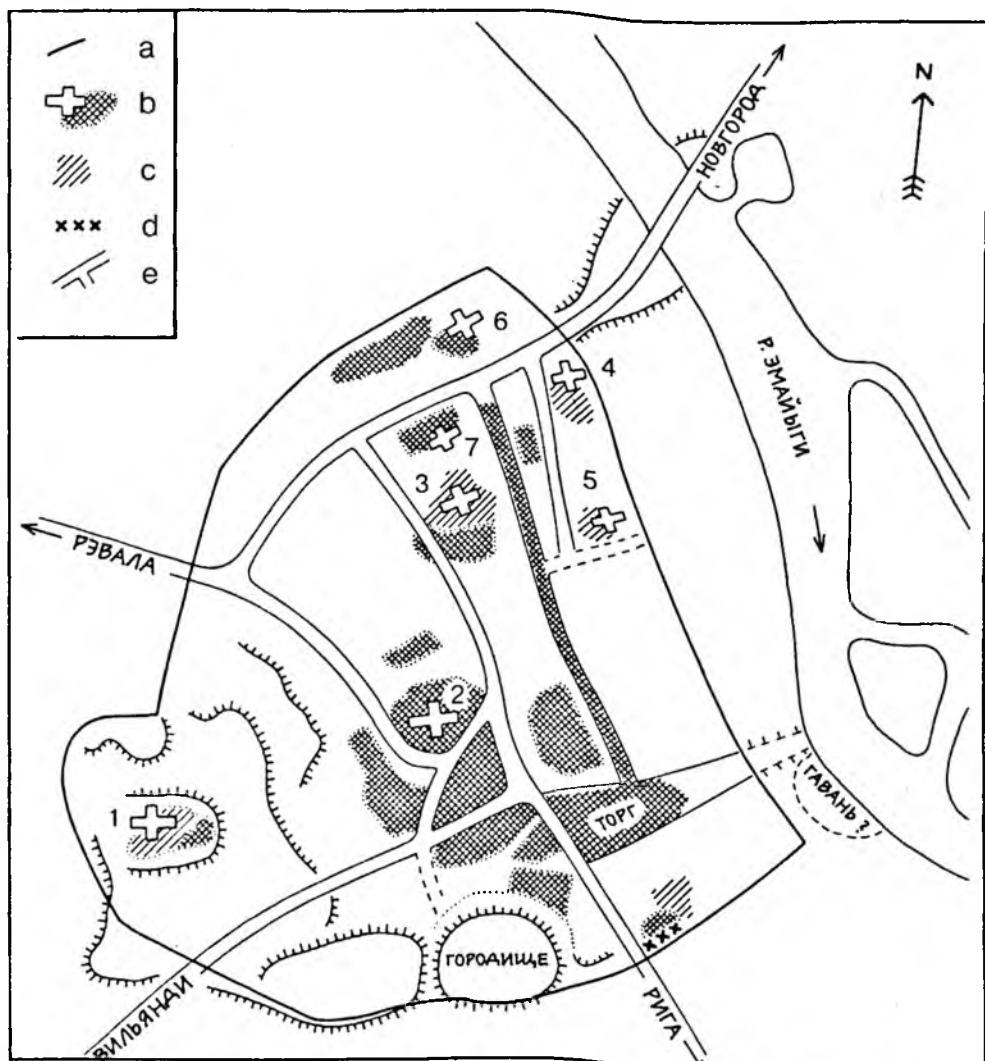 a
b
c
d
e
N
НОВГОРОД
Р. ЭМАЙЫГИ
6
4
7
3
5
РЭВАЛА
2
1
ТОРГ
ГАВАНЬ?
ГОРОДИЩЕ
ВИЛЬЯНДИ
РИГА